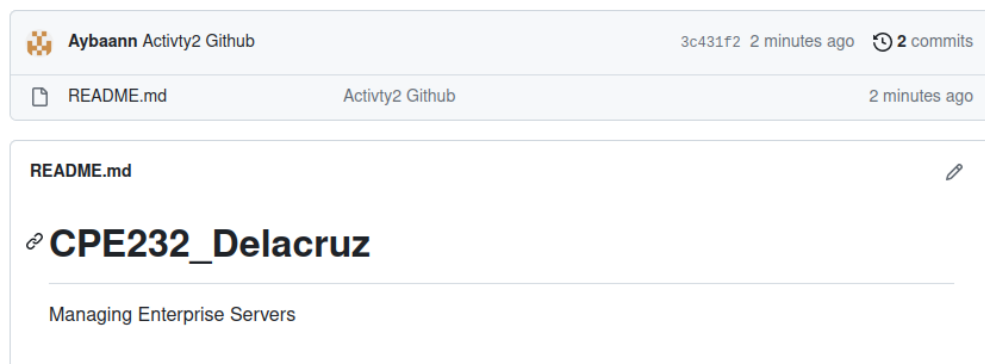 Aybaann Activty2 Github 3c431f2 2 minutes ago 2 commits
README.md Activty2 Github 2 minutes ago
README.md
CPE232_Delacruz
Managing Enterprise Servers